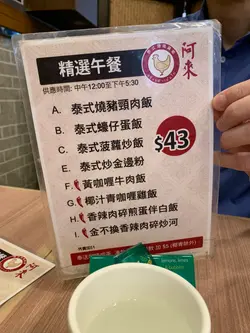 精選午餐
阿來
供應時間: 中午12:00至下午5:30
A. 泰式燒豬頸肉飯
B. 泰式蠔仔蛋飯
C. 泰式菠蘿炒飯
$43
E. 泰式炒金邊粉
F. 黃咖喱牛肉飯
G. 椰汁青咖喱雞飯
H. 香辣肉碎煎蛋伴白飯
I. 金不換香辣肉碎炒河